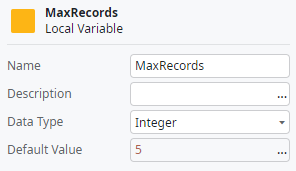 MaxRecords
Local Variable
Name MaxRecords
Description ...
Data Type Integer
Default Value 5 ...